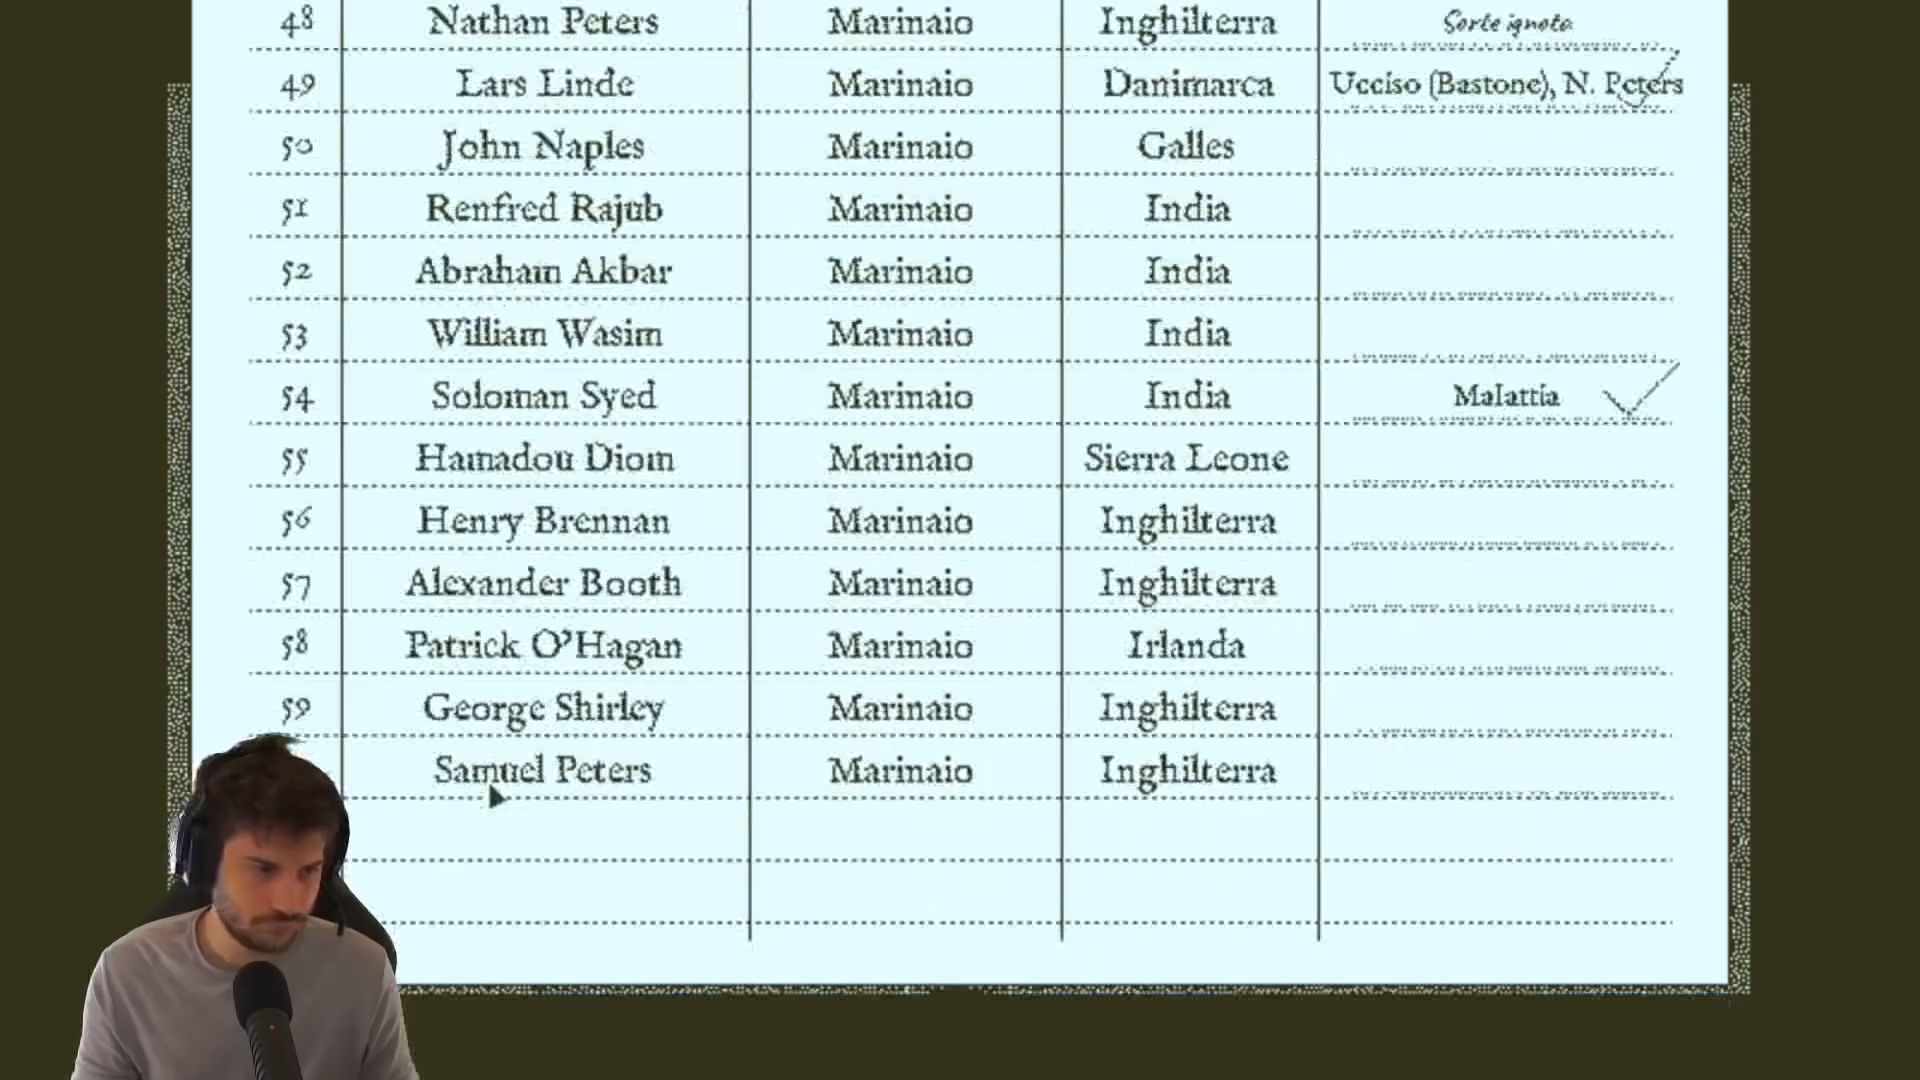 48 Nathan Peters Marinaio Inghilterra Sorte ignota
49 Lars Linde Marinaio Danimarca Ucciso (Bastone), N. Peters
50 John Naples Marinaio Galles
51 Renfred Rajub Marinaio India
52 Abraham Akbar Marinaio India
53 William Wasim Marinaio India
54 Soloman Syed Marinaio India Malattia
55 Hamadou Diom Marinaio Sierra Leone
56 Henry Brennan Marinaio Inghilterra
57 Alexander Booth Marinaio Inghilterra
58 Patrick O'Hagan Marinaio Irlanda
59 George Shirley Marinaio Inghilterra
Samuel Peters Marinaio Inghilterra